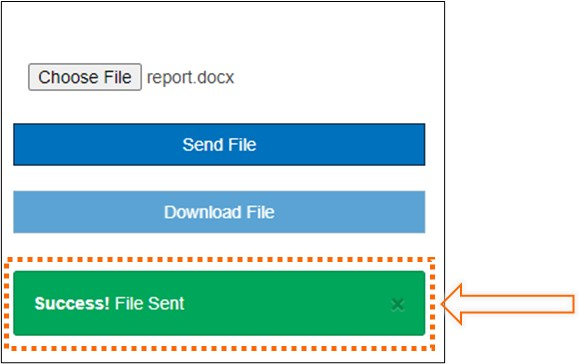 Choose File report.docx
Send File
Download File
Success! File Sent ×